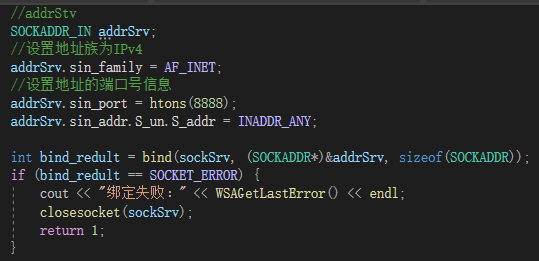 //addrStv
SOCKADDR_IN addrSrv;
//设置地址族为IPv4
addrSrv.sin_family = AF_INET;
//设置地址的端口号信息
addrSrv.sin_port = htons(8888);
addrSrv.sin_addr.S_un.S_addr = INADDR_ANY;
int bind_redult = bind(sockSrv, (SOCKADDR*)&addrSrv, sizeof(SOCKADDR));
if (bind_redult == SOCKET_ERROR) {
cout << "绑定失败：" << WSAGetLastError() << endl;
closesocket(sockSrv);
return 1;
}